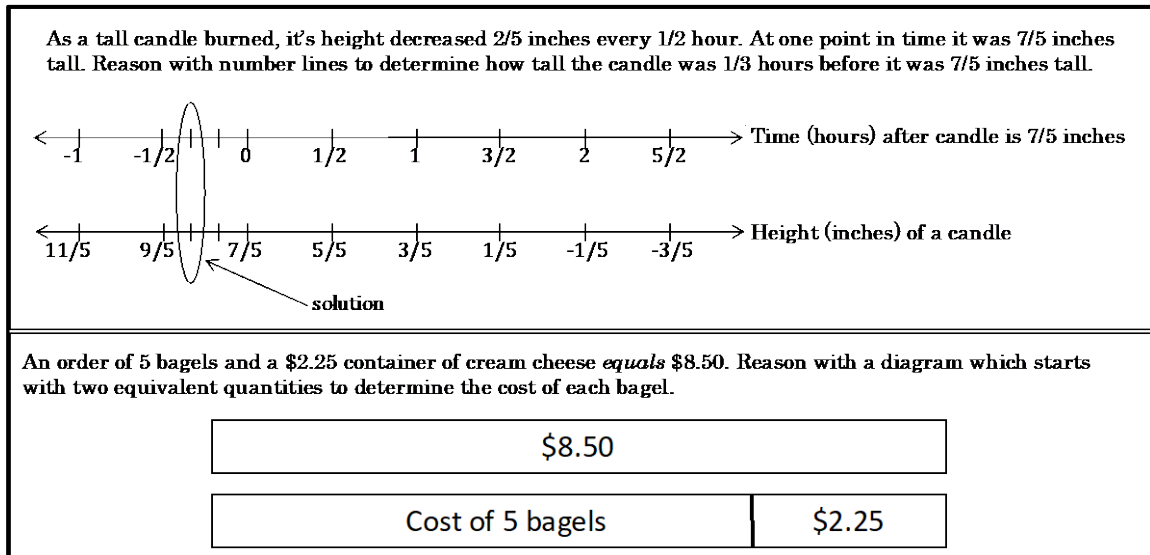 As a tall candle burned, it's height decreased 2/5 inches every 1/2 hour. At one point in time it was 7/5 inches
tall. Reason with number lines to determine how tall the candle was 1/3 hours before it was 7/5 inches tall.
-1 -1/2 0 1/2 1 3/2 2 5/2 Time (hours) after candle is 7/5 inches
11/5 9/5 7/5 5/5 3/5 1/5 -1/5 -3/5 Height (inches) of a candle
solution
An order of 5 bagels and a $2.25 container of cream cheese equals $8.50. Reason with a diagram which starts
with two equivalent quantities to determine the cost of each bagel.
$8.50
Cost of 5 bagels $2.25